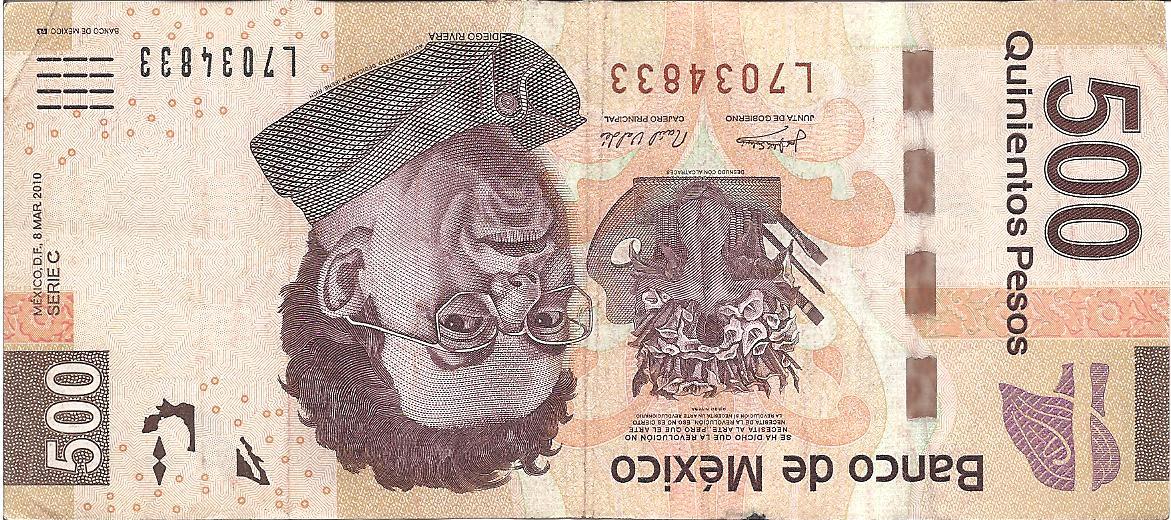 Banco de México
500
Quinientos Pesos
SE HA DICHO QUE LA REVOLUCIÓN NO
NECESITA AL ARTE, PERO QUE EL ARTE
NECESITA DE LA REVOLUCIÓN, ESO NO ES CIERTO
LA REVOLUCIÓN SÍ NECESITA UN ARTE REVOLUCIONARIO
DESNUDO CON ALCATRACES
JUNTA DE GOBIERNO
CAJERO PRINCIPAL
L7034833
DIEGO RIVERA
500
MÉXICO, D.F., 8 MAR. 2010
SERIE C
L7034833
BANCO DE MÉXICO